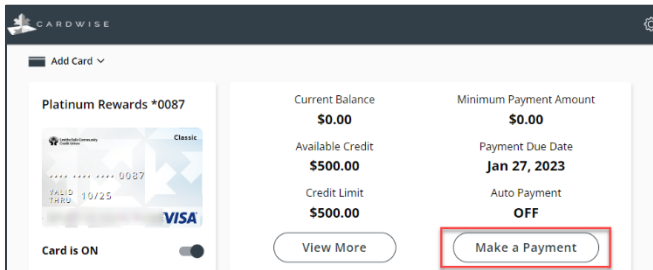 CARDWISE
Add Card
Platinum Rewards *0087
Classic
.... .... .... 0087
VALID
THRU 10/25
VISA
Card is ON
Current Balance
$0.00
Available Credit
$500.00
Credit Limit
$500.00
View More
Minimum Payment Amount
$0.00
Payment Due Date
Jan 27, 2023
Auto Payment
OFF
Make a Payment